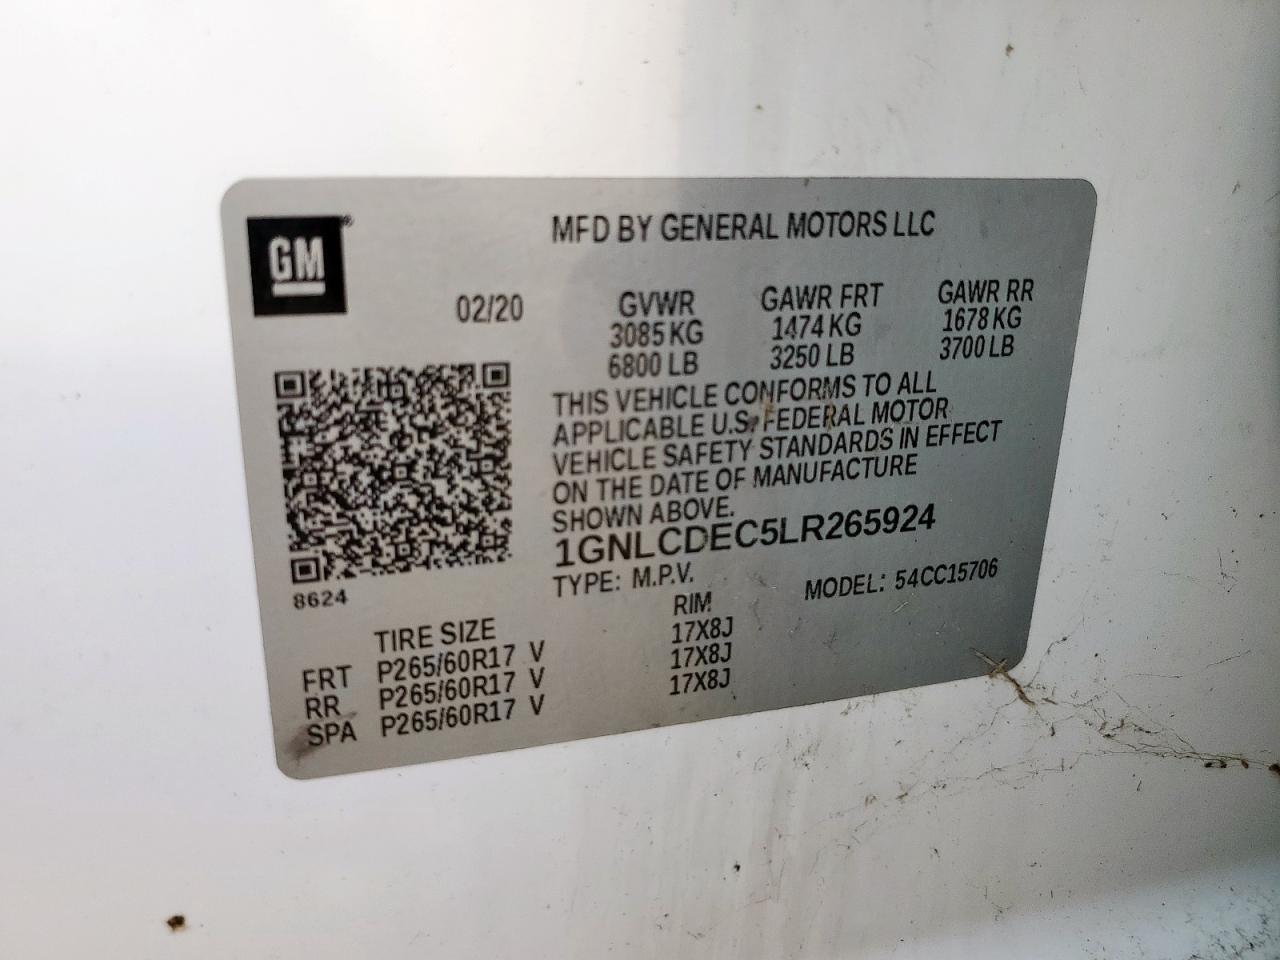 GM®
MFD BY GENERAL MOTORS LLC
02/20 GVWR GAWR FRT GAWR RR
3085 KG 1474 KG 1678 KG
6800 LB 3250 LB 3700 LB
THIS VEHICLE CONFORMS TO ALL
APPLICABLE U.S. FEDERAL MOTOR
VEHICLE SAFETY STANDARDS IN EFFECT
ON THE DATE OF MANUFACTURE
SHOWN ABOVE.
1GNLCDEC5LR265924
8624
TYPE: M.P.V. MODEL: 54CC15706
TIRE SIZE RIM
FRT P265/60R17 V 17X8J
RR P265/60R17 V 17X8J
SPA P265/60R17 V 17X8J